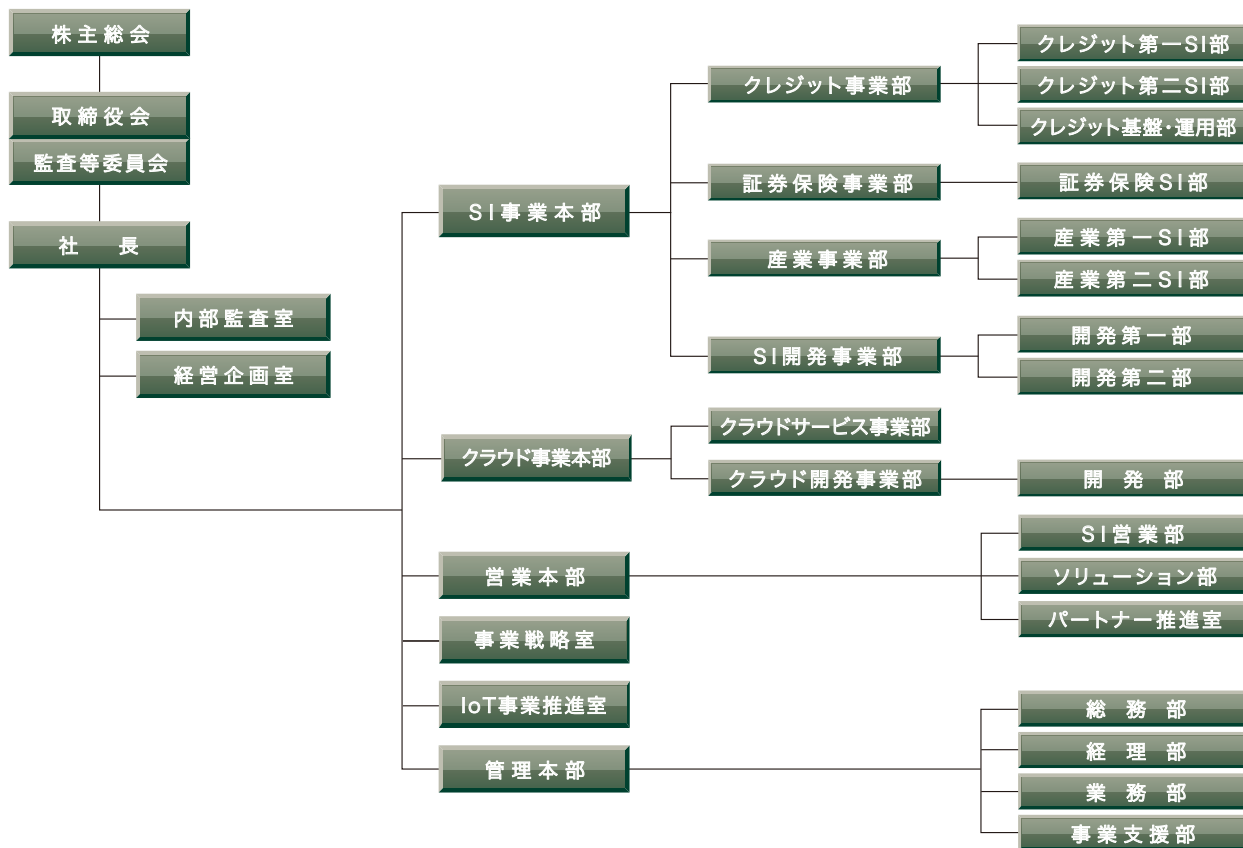 株主総会
取締役会
監査等委員会
社長
内部監査室
経営企画室
SI事業本部
クレジット事業部
クレジット第一SI部
クレジット第二SI部
クレジット基盤・運用部
証券保険事業部
証券保険SI部
産業事業部
産業第一SI部
産業第二SI部
SI開発事業部
開発第一部
開発第二部
クラウド事業本部
クラウドサービス事業部
クラウド開発事業部
開発部
営業本部
SI営業部
ソリューション部
パートナー推進室
事業戦略室
IoT事業推進室
管理本部
総務部
経理部
業務部
事業支援部